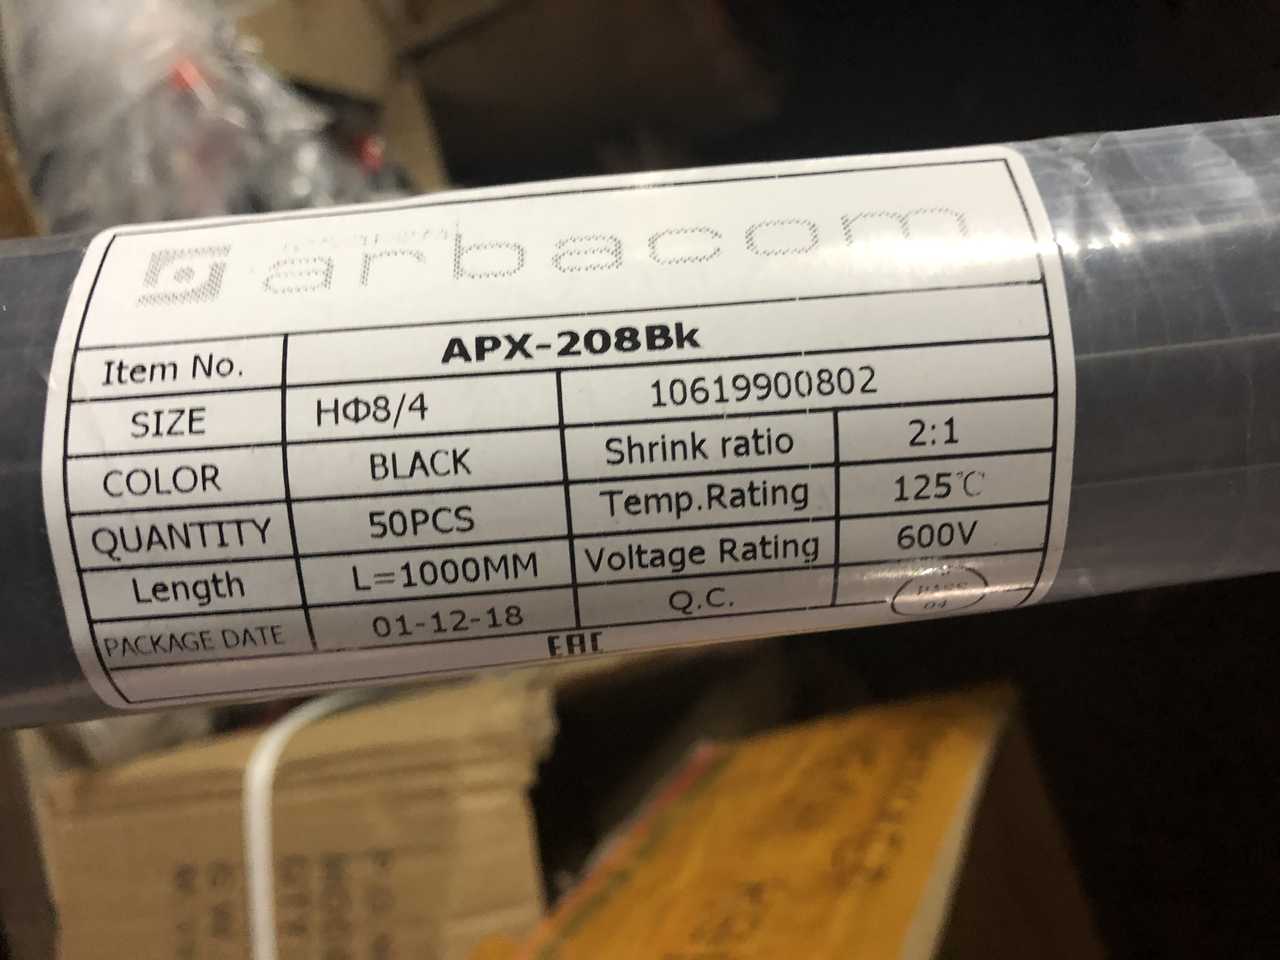 arbacom
Item No. APX-208Bk
SIZE HΦ8/4 10619900802
COLOR BLACK Shrink ratio 2:1
QUANTITY 50PCS Temp.Rating 125℃
Length L=1000MM Voltage Rating 600V
PACKAGE DATE 01-12-18 Q.C.
EAC